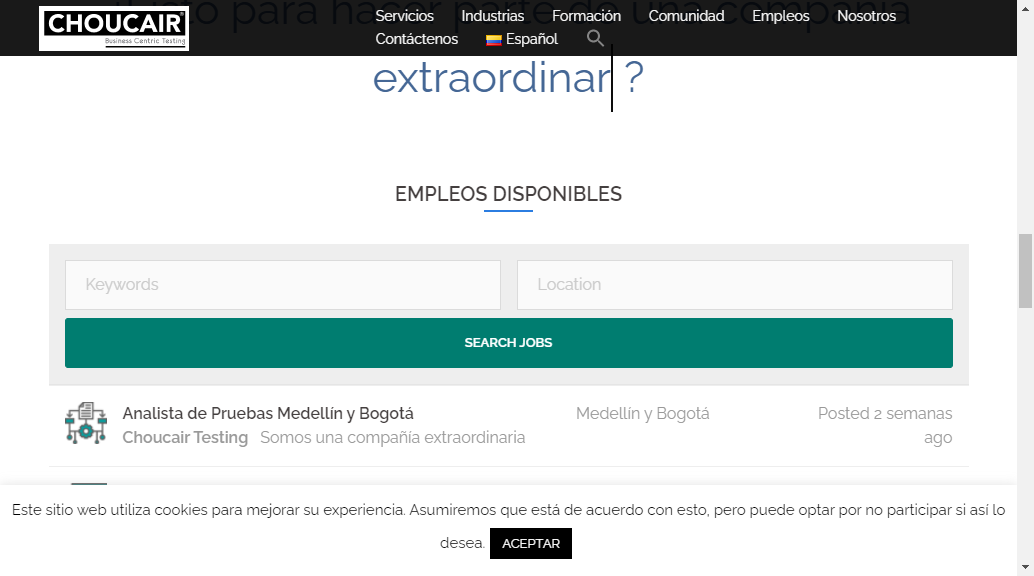 justo para hacer parte de una compañía
CHOUCAIR
Business Centric Testing
Servicios Industrias Formación Comunidad Empleos Nosotros
Contáctenos Español
extraordinar ?
EMPLEOS DISPONIBLES
Keywords Location
SEARCH JOBS
Analista de Pruebas Medellín y Bogotá Medellín y Bogotá Posted 2 semanas
Choucair Testing Somos una compañía extraordinaria ago
Este sitio web utiliza cookies para mejorar su experiencia. Asumiremos que está de acuerdo con esto, pero puede optar por no participar si así lo
desea. ACEPTAR